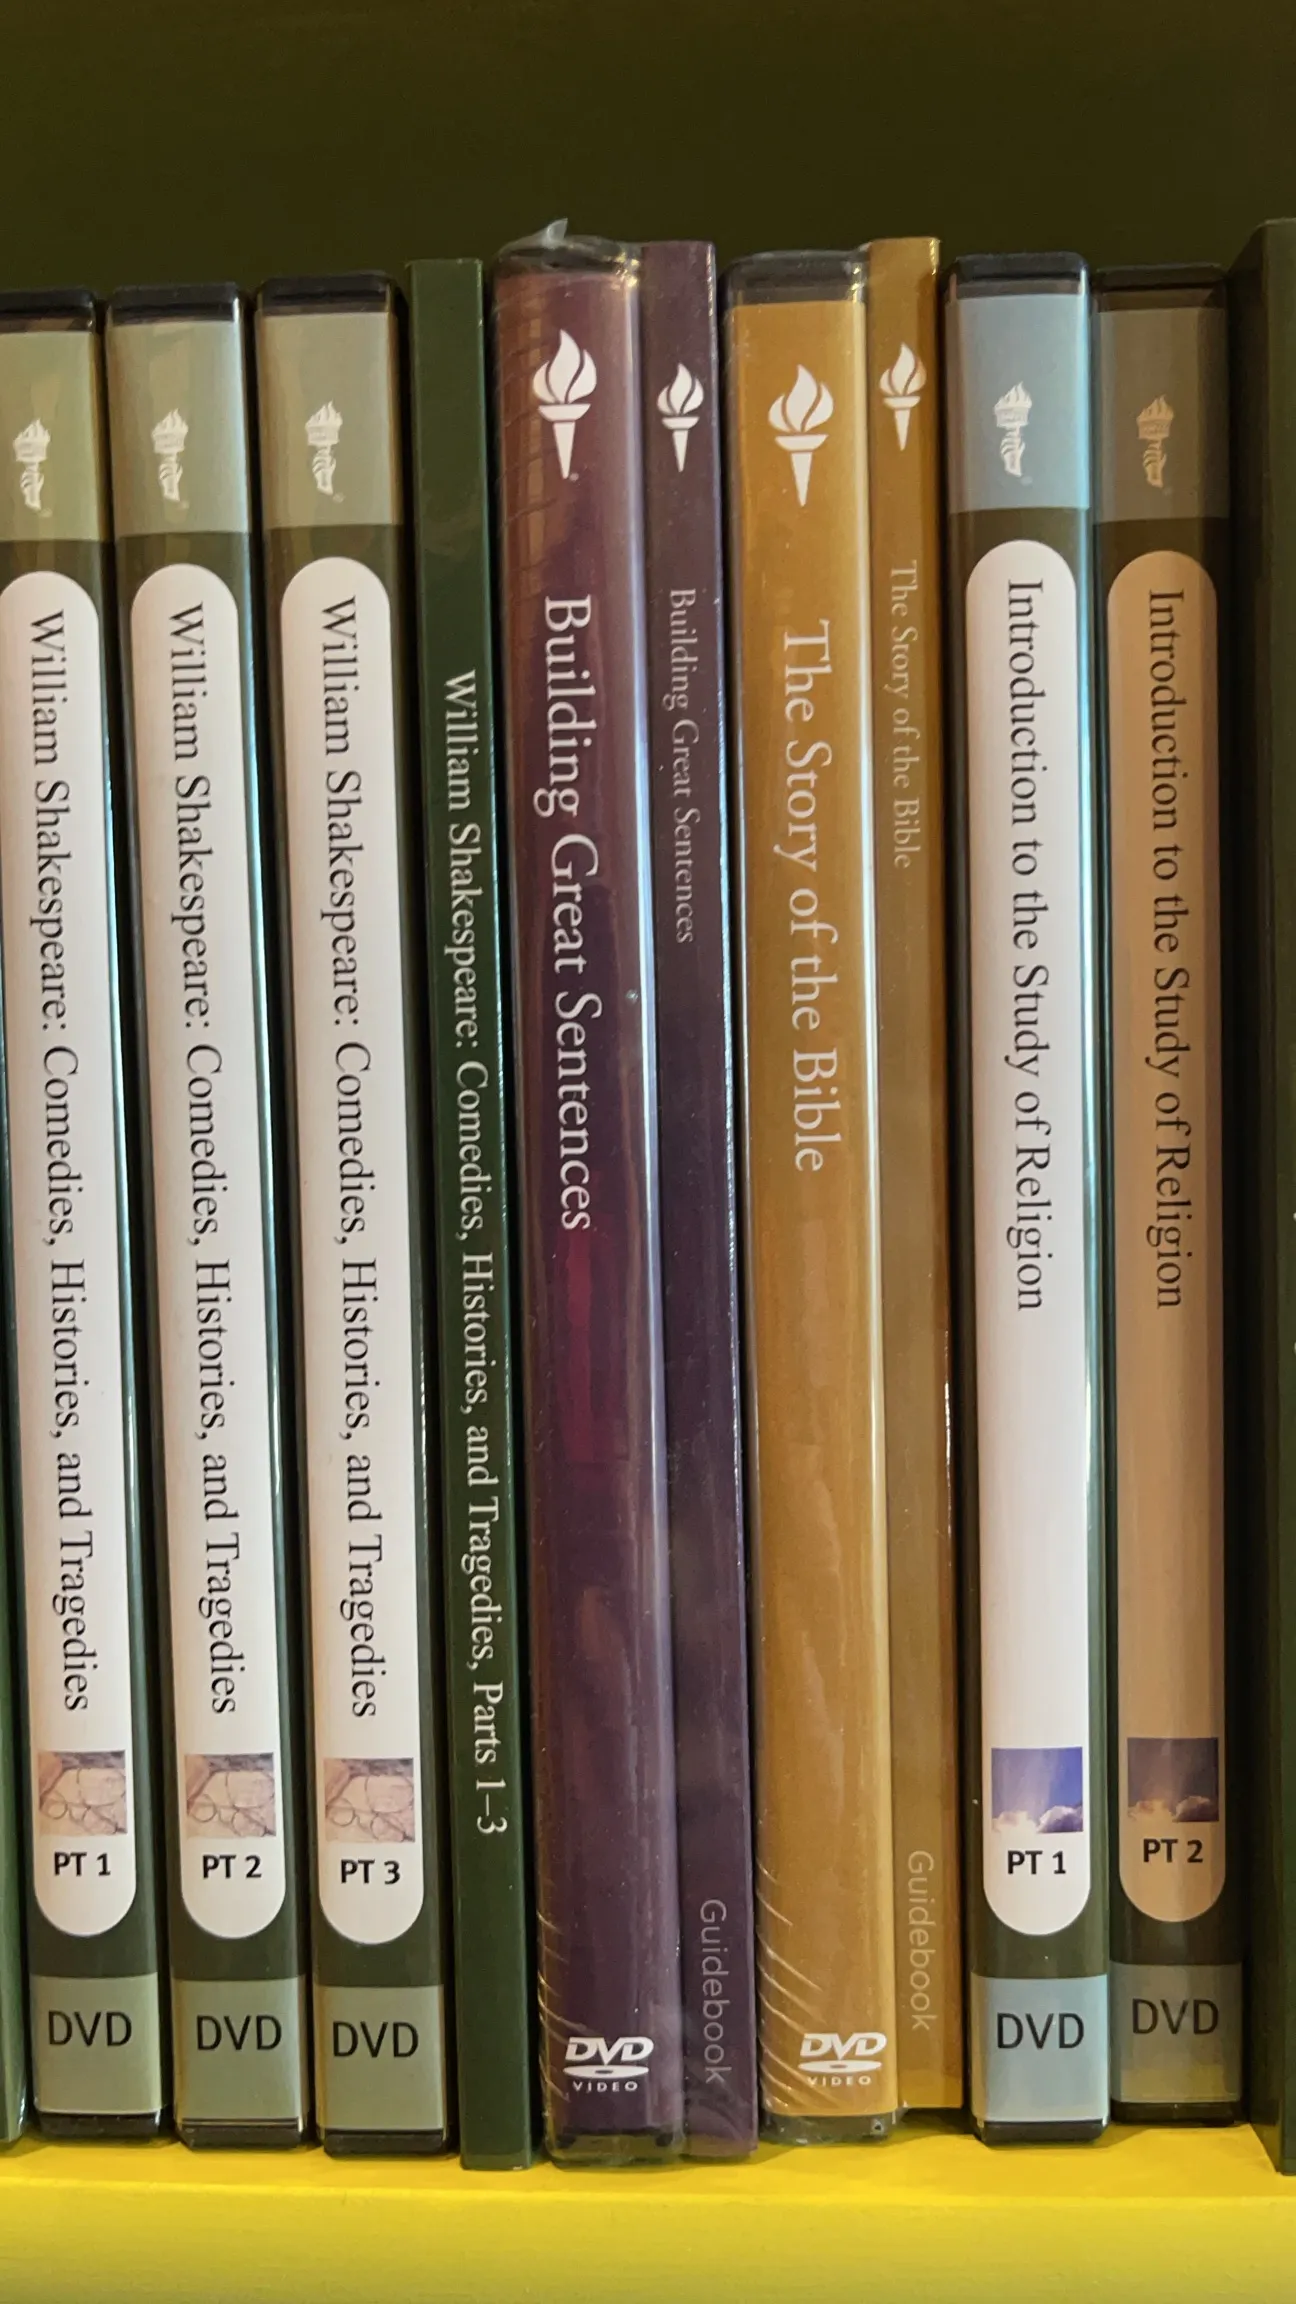 William Shakespeare: Comedies, Histories, and Tragedies
PT 1
DVD
William Shakespeare: Comedies, Histories, and Tragedies
PT 2
DVD
William Shakespeare: Comedies, Histories, and Tragedies
PT 3
DVD
William Shakespeare: Comedies, Histories, and Tragedies, Parts 1–3
Building Great Sentences
DVD
VIDEO
Building Great Sentences
Guidebook
The Story of the Bible
DVD
VIDEO
The Story of the Bible
Guidebook
Introduction to the Study of Religion
PT 1
DVD
Introduction to the Study of Religion
PT 2
DVD